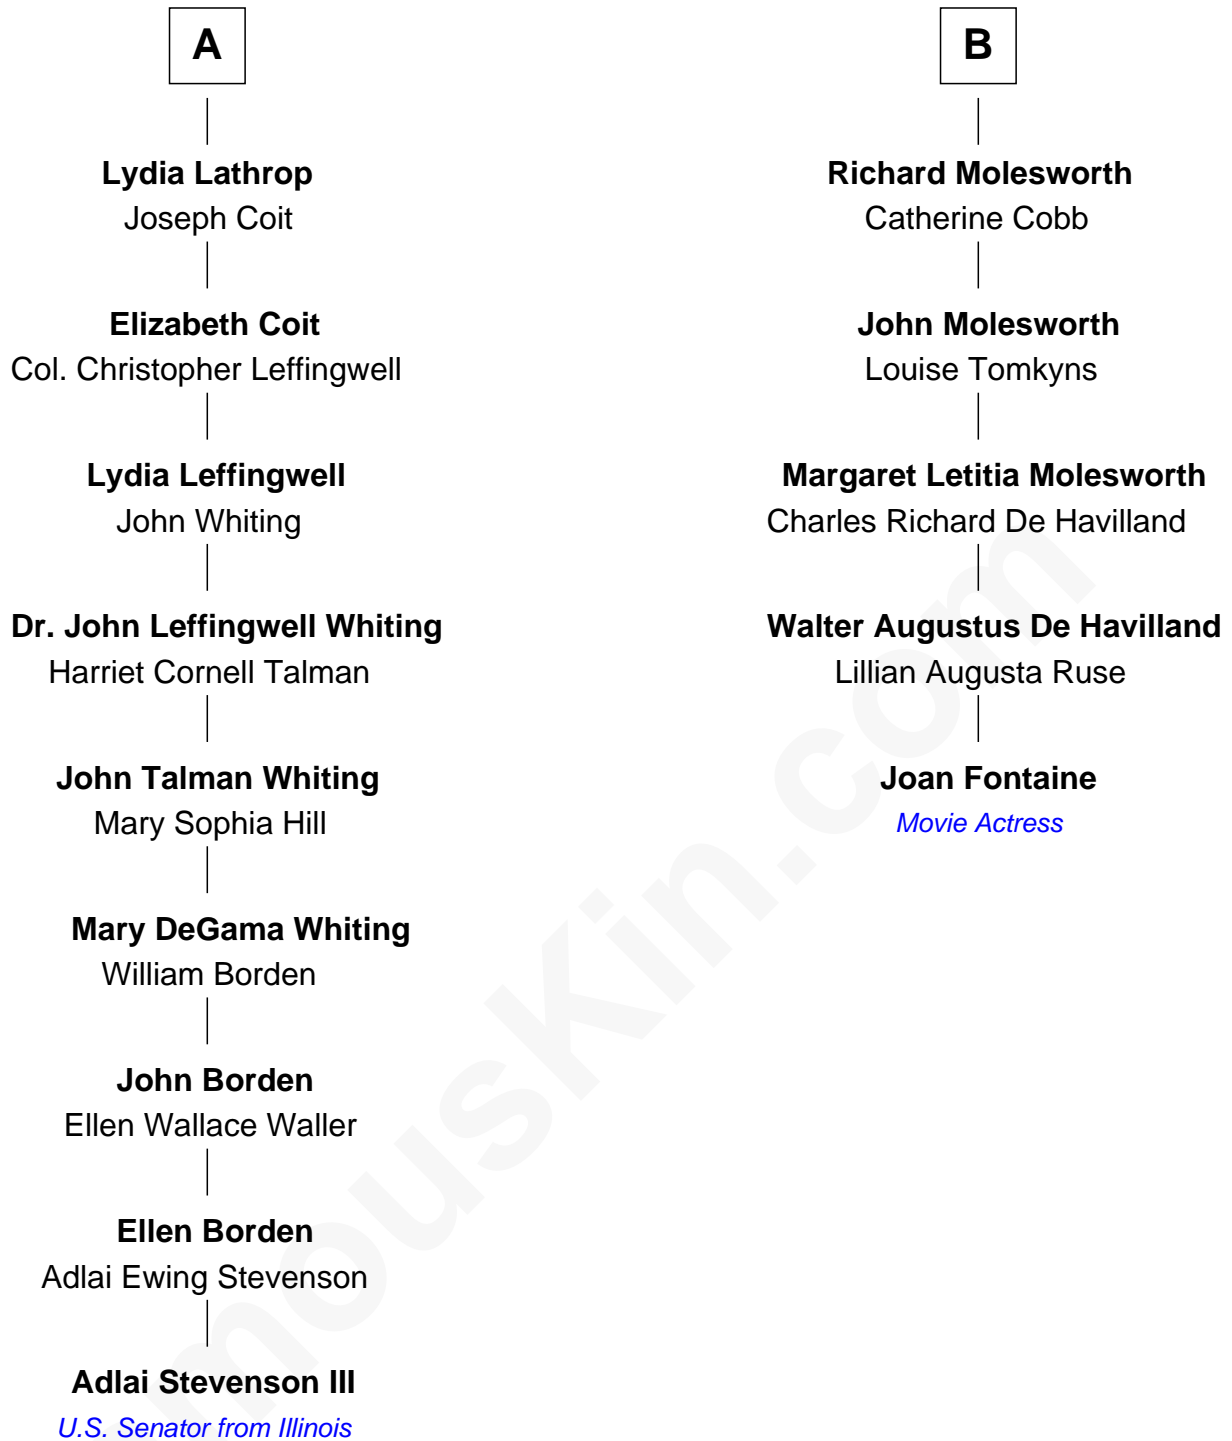 A
Lydia Lathrop
Joseph Coit
Elizabeth Coit
Col. Christopher Leffingwell
Lydia Leffingwell
John Whiting
Dr. John Leffingwell Whiting
Harriet Cornell Talman
John Talman Whiting
Mary Sophia Hill
Mary DeGama Whiting
William Borden
John Borden
Ellen Wallace Waller
Ellen Borden
Adlai Ewing Stevenson
Adlai Stevenson III
U.S. Senator from Illinois
B
Richard Molesworth
Catherine Cobb
John Molesworth
Louise Tomkyns
Margaret Letitia Molesworth
Charles Richard De Havilland
Walter Augustus De Havilland
Lillian Augusta Ruse
Joan Fontaine
Movie Actress
mousKin.com